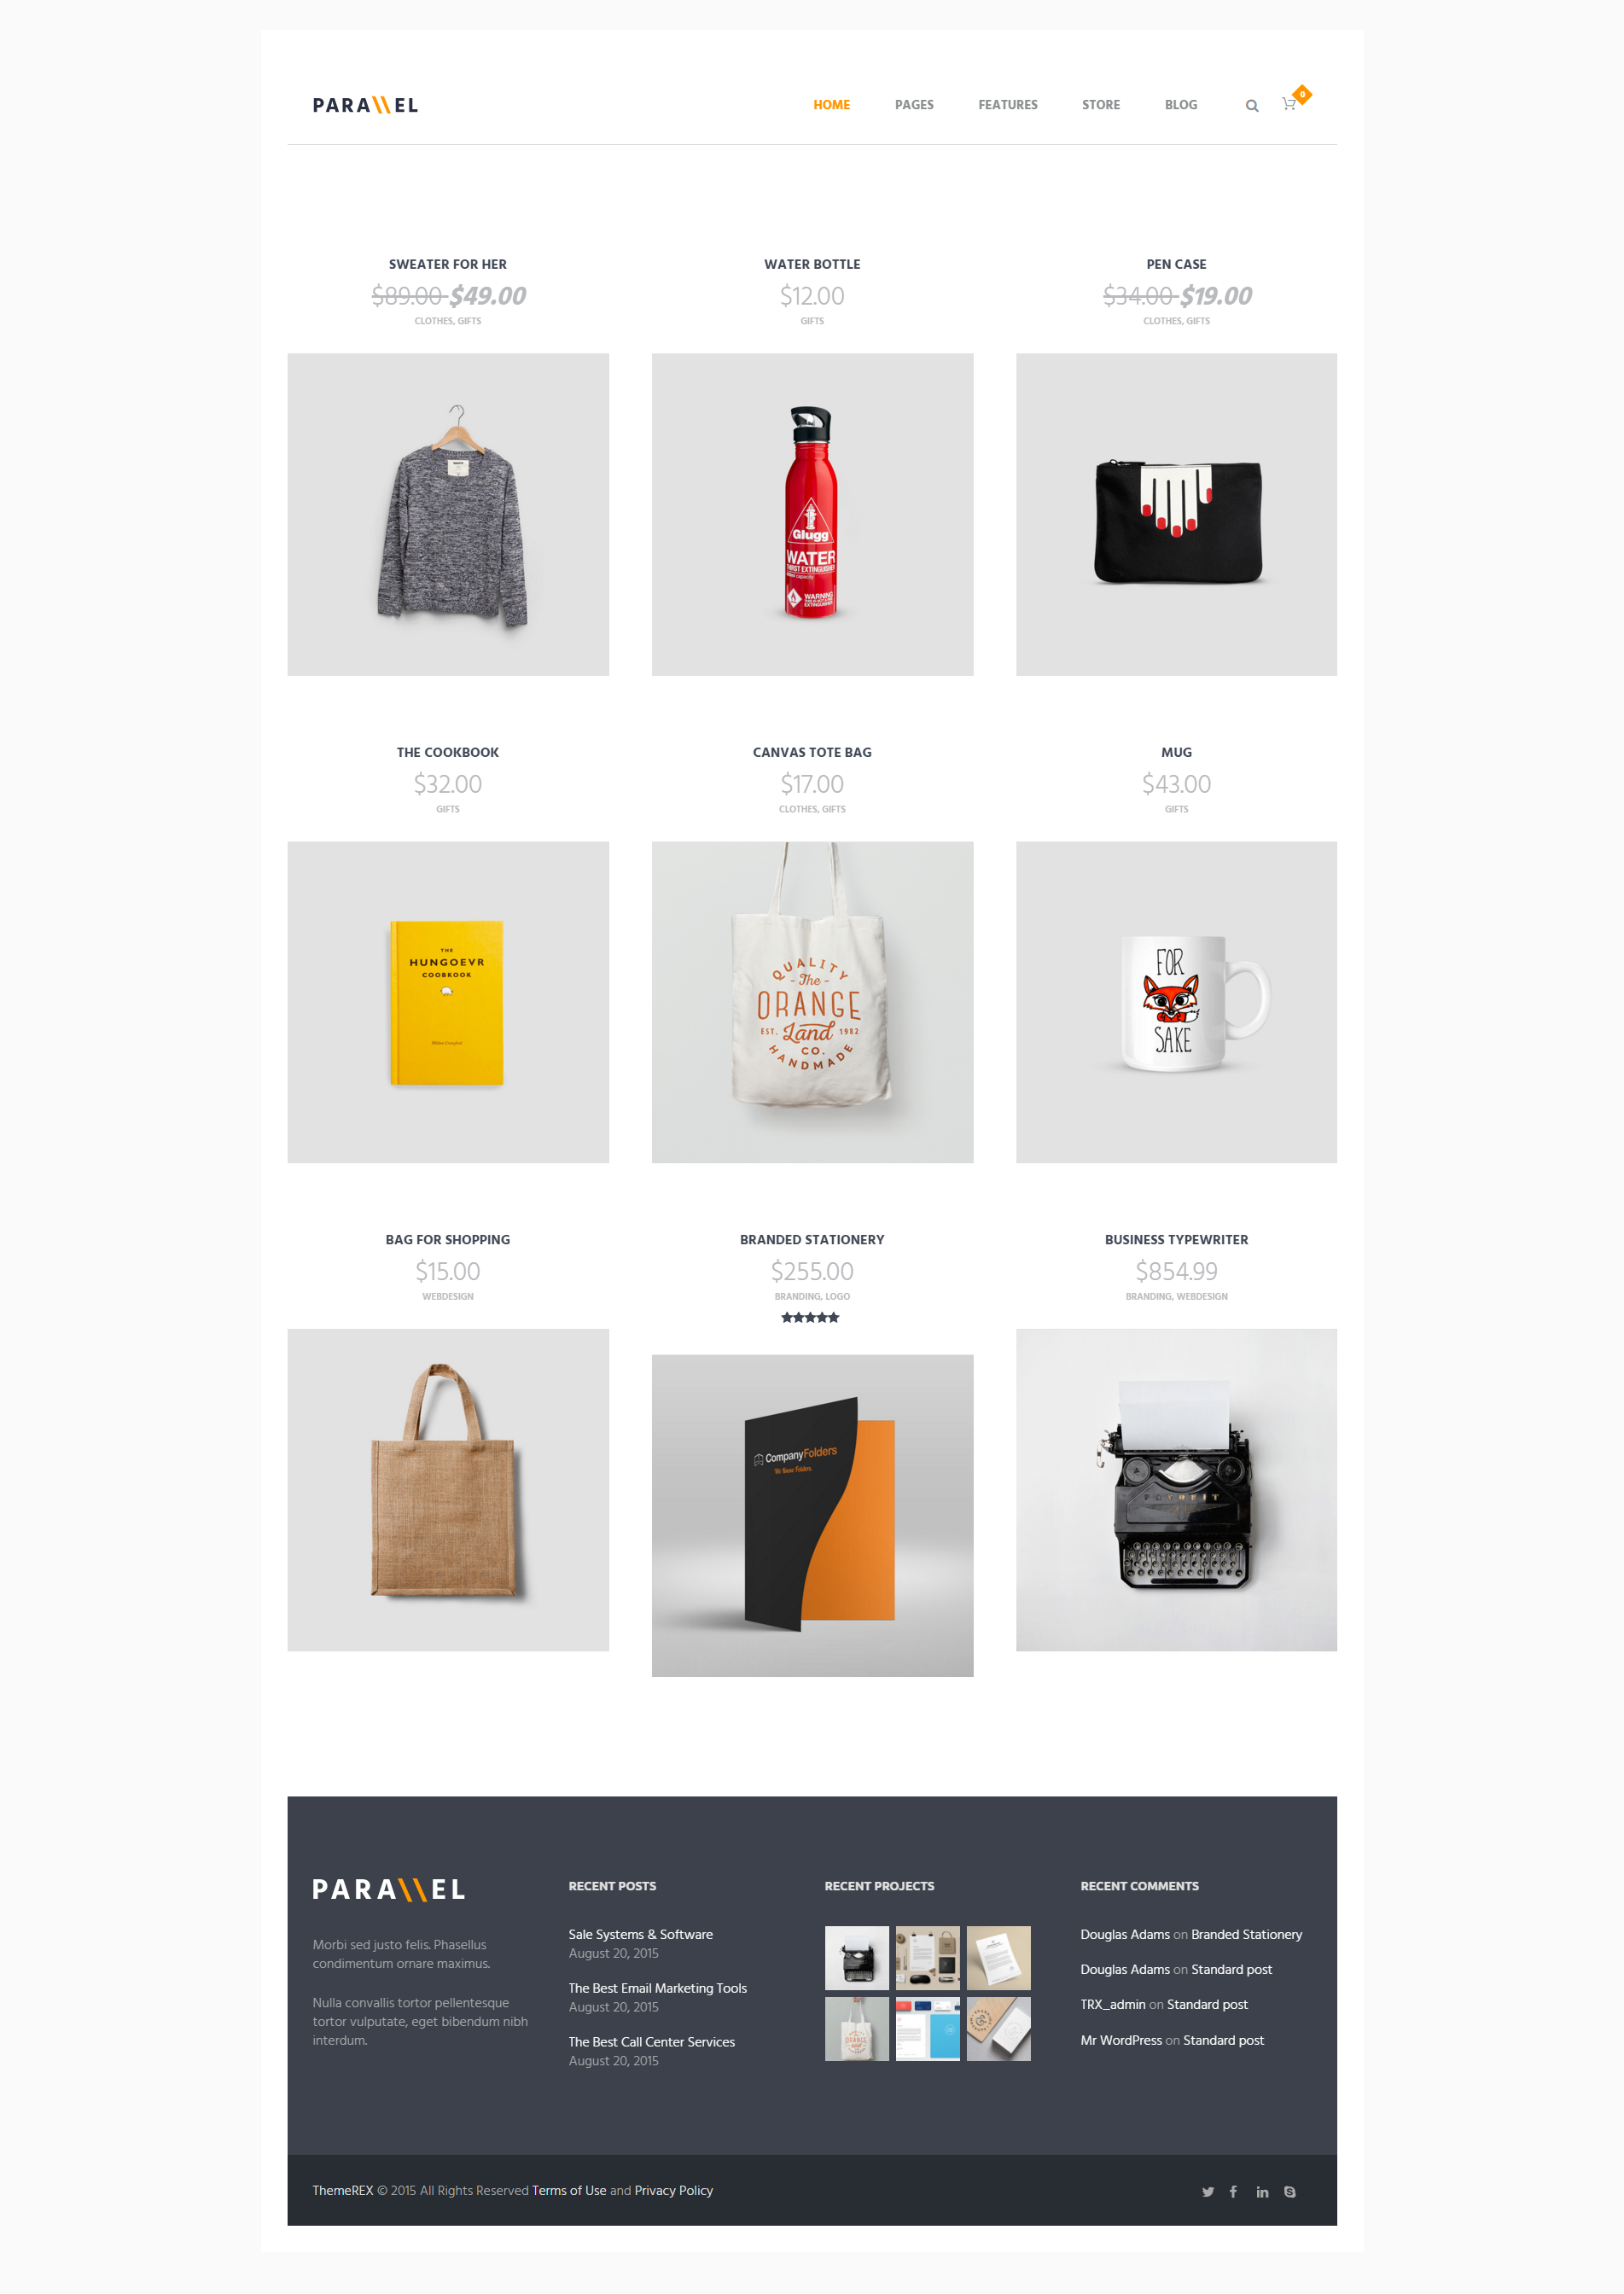 PARA\\EL
HOME PAGES FEATURES STORE BLOG 0
SWEATER FOR HER
$89.00 $49.00
CLOTHES, GIFTS
WATER BOTTLE
$12.00
GIFTS
PEN CASE
$34.00 $19.00
CLOTHES, GIFTS
Glugg
WATER
THIRST EXTINGUISHER
capacity
WARNING
EXTINGUISHER
THE COOKBOOK
$32.00
GIFTS
CANVAS TOTE BAG
$17.00
CLOTHES, GIFTS
MUG
$43.00
GIFTS
THE
HUNGOEVR
COOBKOOK
QUALITY
- The -
ORANGE
EST. Land 1982
CO.
HANDMADE
FOR
SAKE
BAG FOR SHOPPING
$15.00
WEBDESIGN
BRANDED STATIONERY
$255.00
BRANDING, LOGO
BUSINESS TYPEWRITER
$854.99
BRANDING, WEBDESIGN
CompanyFolders
Folders.
PARA\\EL
Morbi sed justo felis. Phasellus
condimentum ornare maximus.
Nulla convallis tortor pellentesque
tortor vulputate, eget bibendum nibh
interdum.
RECENT POSTS
Sale Systems & Software
August 20, 2015
The Best Email Marketing Tools
August 20, 2015
The Best Call Center Services
August 20, 2015
RECENT PROJECTS
ORANGE
RECENT COMMENTS
Douglas Adams on Branded Stationery
Douglas Adams on Standard post
TRX_admin on Standard post
Mr WordPress on Standard post
ThemeREX © 2015 All Rights Reserved Terms of Use and Privacy Policy